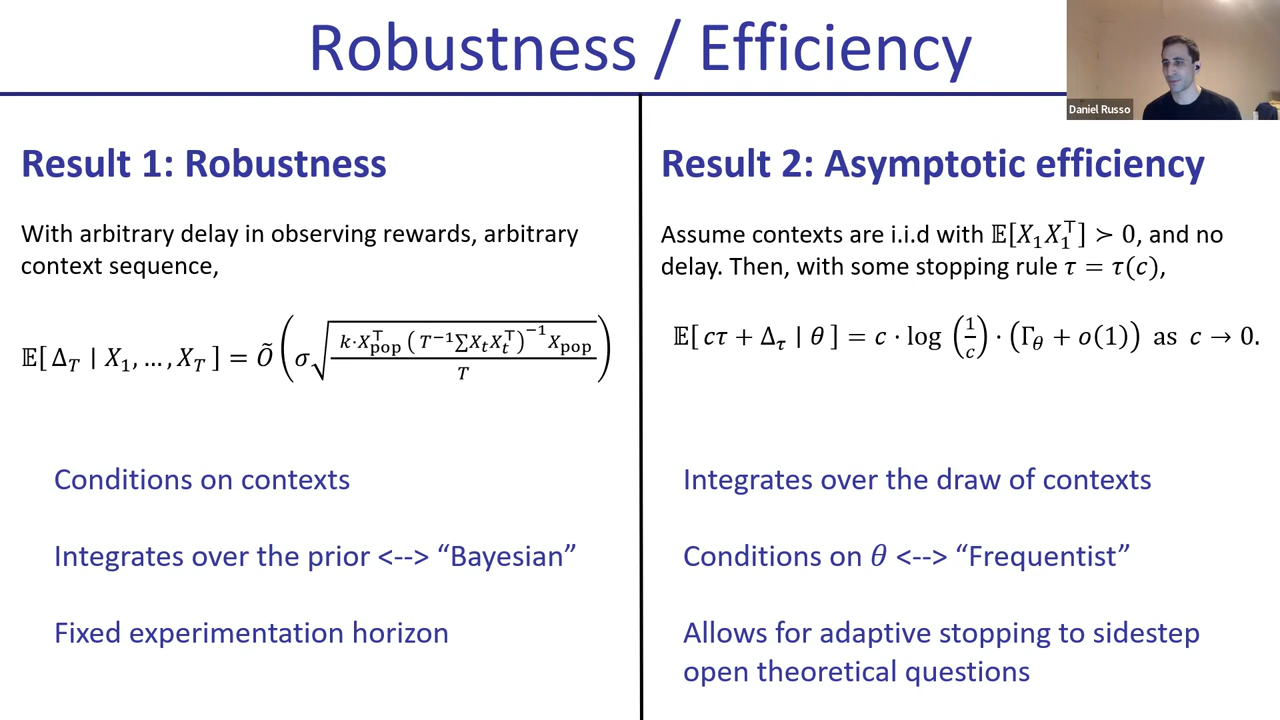 Robustness / Efficiency
Daniel Russo
Result 1: Robustness
With arbitrary delay in observing rewards, arbitrary
context sequence,
𝔼[ Δ_T ∣ X_1, …, X_T ] = Õ ( σ √( k·X_pop^⊤ ( T^{−1} ∑X_t X_t^⊤ )^{−1} X_pop / T ) )
Conditions on contexts
Integrates over the prior <--> “Bayesian”
Fixed experimentation horizon
Result 2: Asymptotic efficiency
Assume contexts are i.i.d with 𝔼[X_1 X_1^⊤] ≻ 0, and no
delay. Then, with some stopping rule τ = τ(c),
𝔼[ cτ + Δ_τ ∣ θ ] = c · log (1/c) · (Γ_θ + o(1)) as c → 0.
Integrates over the draw of contexts
Conditions on θ <--> “Frequentist”
Allows for adaptive stopping to sidestep
open theoretical questions